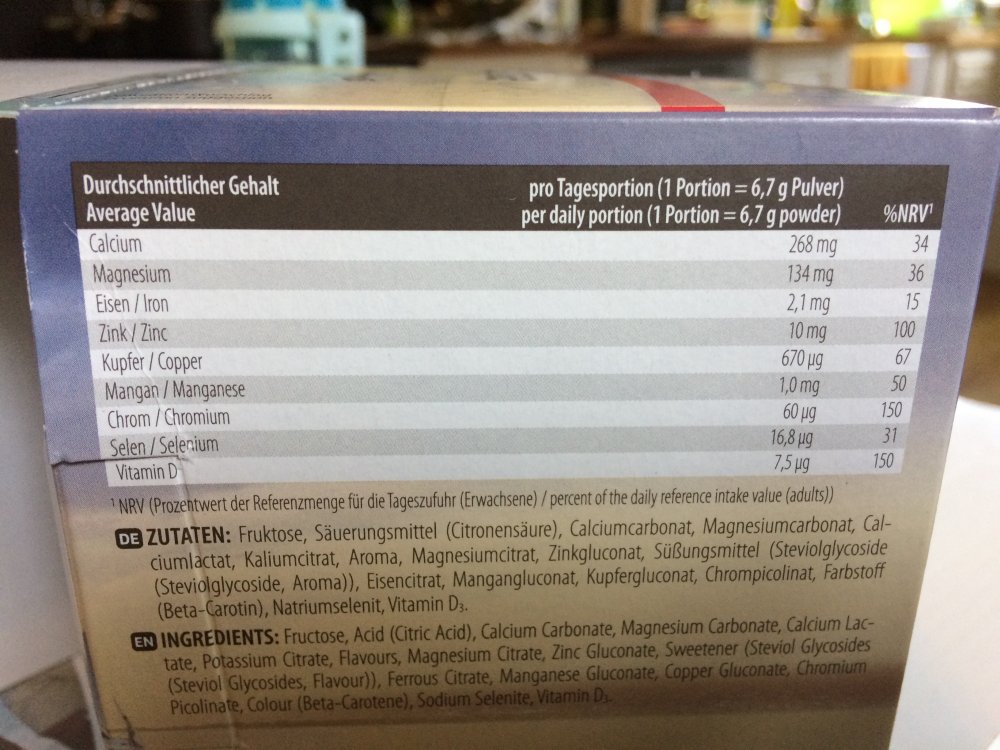 Durchschnittlicher Gehalt pro Tagesportion (1 Portion = 6,7 g Pulver)
Average Value per daily portion (1 Portion = 6,7 g powder) %NRV¹
Calcium 268 mg 34
Magnesium 134 mg 36
Eisen / Iron 2,1 mg 15
Zink / Zinc 10 mg 100
Kupfer / Copper 670 µg 67
Mangan / Manganese 1,0 mg 50
Chrom / Chromium 60 µg 150
Selen / Selenium 16,8 µg 31
Vitamin D 7,5 µg 150
¹ NRV (Prozentwert der Referenzmenge für die Tageszufuhr (Erwachsene) / percent of the daily reference intake value (adults))
DE ZUTATEN: Fruktose, Säuerungsmittel (Citronensäure), Calciumcarbonat, Magnesiumcarbonat, Cal-
ciumlactat, Kaliumcitrat, Aroma, Magnesiumcitrat, Zinkgluconat, Süßungsmittel (Steviolglycoside
(Steviolglycoside, Aroma)), Eisencitrat, Mangangluconat, Kupfergluconat, Chrompicolinat, Farbstoff
(Beta-Carotin), Natriumselenit, Vitamin D₃.
EN INGREDIENTS: Fructose, Acid (Citric Acid), Calcium Carbonate, Magnesium Carbonate, Calcium Lac-
tate, Potassium Citrate, Flavours, Magnesium Citrate, Zinc Gluconate, Sweetener (Steviol Glycosides
(Steviol Glycosides, Flavour)), Ferrous Citrate, Manganese Gluconate, Copper Gluconate, Chromium
Picolinate, Colour (Beta-Carotene), Sodium Selenite, Vitamin D₃.